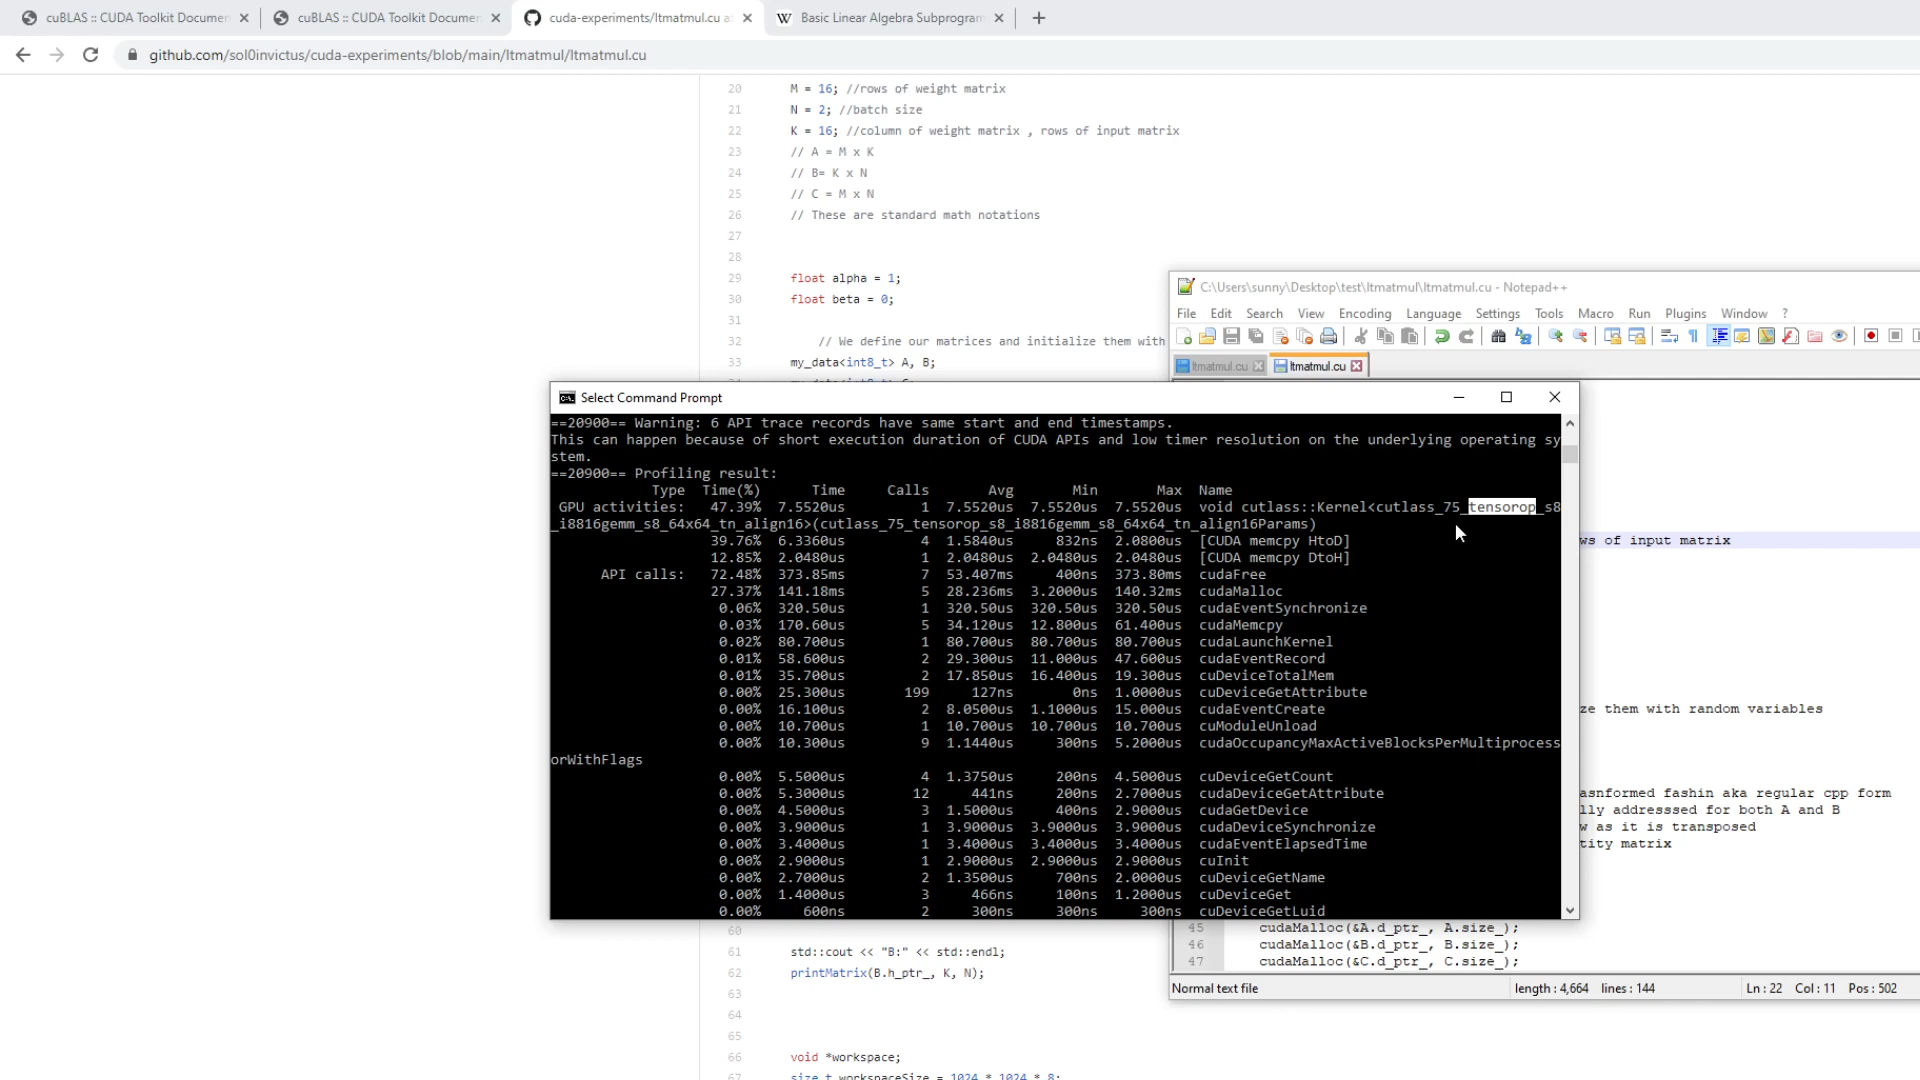 cuBLAS :: CUDA Toolkit Documen
cuBLAS :: CUDA Toolkit Documen
cuda-experiments/ltmatmul.cu a
Basic Linear Algebra Subprogram
github.com/sol0invictus/cuda-experiments/blob/main/ltmatmul/ltmatmul.cu
20 M = 16; //rows of weight matrix
21 N = 2; //batch size
22 K = 16; //column of weight matrix , rows of input matrix
23 // A = M x K
24 // B= K x N
25 // C = M x N
26 // These are standard math notations
27
28
29 float alpha = 1;
30 float beta = 0;
31
32 // We define our matrices and initialize them with
33 my_data<int8_t> A, B;
C:\Users\sunny\Desktop\test\ltmatmul\ltmatmul.cu - Notepad++
File Edit Search View Encoding Language Settings Tools Macro Run Plugins Window ?
ltmatmul.cu ltmatmul.cu
Select Command Prompt
==20900== Warning: 6 API trace records have same start and end timestamps.
This can happen because of short execution duration of CUDA APIs and low timer resolution on the underlying operating sy
stem.
==20900== Profiling result:
Type Time(%) Time Calls Avg Min Max Name
GPU activities: 47.39% 7.5520us 1 7.5520us 7.5520us 7.5520us void cutlass::Kernel<cutlass_75_tensorop_s8
_i8816gemm_s8_64x64_tn_align16>(cutlass_75_tensorop_s8_i8816gemm_s8_64x64_tn_align16Params)
39.76% 6.3360us 4 1.5840us 832ns 2.0800us [CUDA memcpy HtoD]
12.85% 2.0480us 1 2.0480us 2.0480us 2.0480us [CUDA memcpy DtoH]
API calls: 72.48% 373.85ms 7 53.407ms 400ns 373.80ms cudaFree
27.37% 141.18ms 5 28.236ms 3.2000us 140.32ms cudaMalloc
0.06% 320.50us 1 320.50us 320.50us 320.50us cudaEventSynchronize
0.03% 170.60us 5 34.120us 12.800us 61.400us cudaMemcpy
0.02% 80.700us 1 80.700us 80.700us 80.700us cudaLaunchKernel
0.01% 58.600us 2 29.300us 11.000us 47.600us cudaEventRecord
0.01% 35.700us 2 17.850us 16.400us 19.300us cuDeviceTotalMem
0.00% 25.300us 199 127ns 0ns 1.0000us cuDeviceGetAttribute
0.00% 16.100us 2 8.0500us 1.1000us 15.000us cudaEventCreate
0.00% 10.700us 1 10.700us 10.700us 10.700us cuModuleUnload
0.00% 10.300us 9 1.1440us 300ns 5.2000us cudaOccupancyMaxActiveBlocksPerMultiprocess
orWithFlags
0.00% 5.5000us 4 1.3750us 200ns 4.5000us cuDeviceGetCount
0.00% 5.3000us 12 441ns 200ns 2.7000us cudaDeviceGetAttribute
0.00% 4.5000us 3 1.5000us 400ns 2.9000us cudaGetDevice
0.00% 3.9000us 1 3.9000us 3.9000us 3.9000us cudaDeviceSynchronize
0.00% 3.4000us 1 3.4000us 3.4000us 3.4000us cudaEventElapsedTime
0.00% 2.9000us 1 2.9000us 2.9000us 2.9000us cuInit
0.00% 2.7000us 2 1.3500us 700ns 2.0000us cuDeviceGetName
0.00% 1.4000us 3 466ns 100ns 1.2000us cuDeviceGet
0.00% 600ns 2 300ns 300ns 300ns cuDeviceGetLuid
ws of input matrix
ze them with random variables
asnformed fashin aka regular cpp form
lly addresssed for both A and B
w as it is transposed
tity matrix
45 cudaMalloc(&A.d_ptr_, A.size_);
46 cudaMalloc(&B.d_ptr_, B.size_);
47 cudaMalloc(&C.d_ptr_, C.size_);
Normal text file length : 4,664 lines : 144 Ln : 22 Col : 11 Pos : 502
60
61 std::cout << "B:" << std::endl;
62 printMatrix(B.h_ptr_, K, N);
63
64
65
66 void *workspace;
67 size_t workspaceSize = 1024 * 1024 * 8;